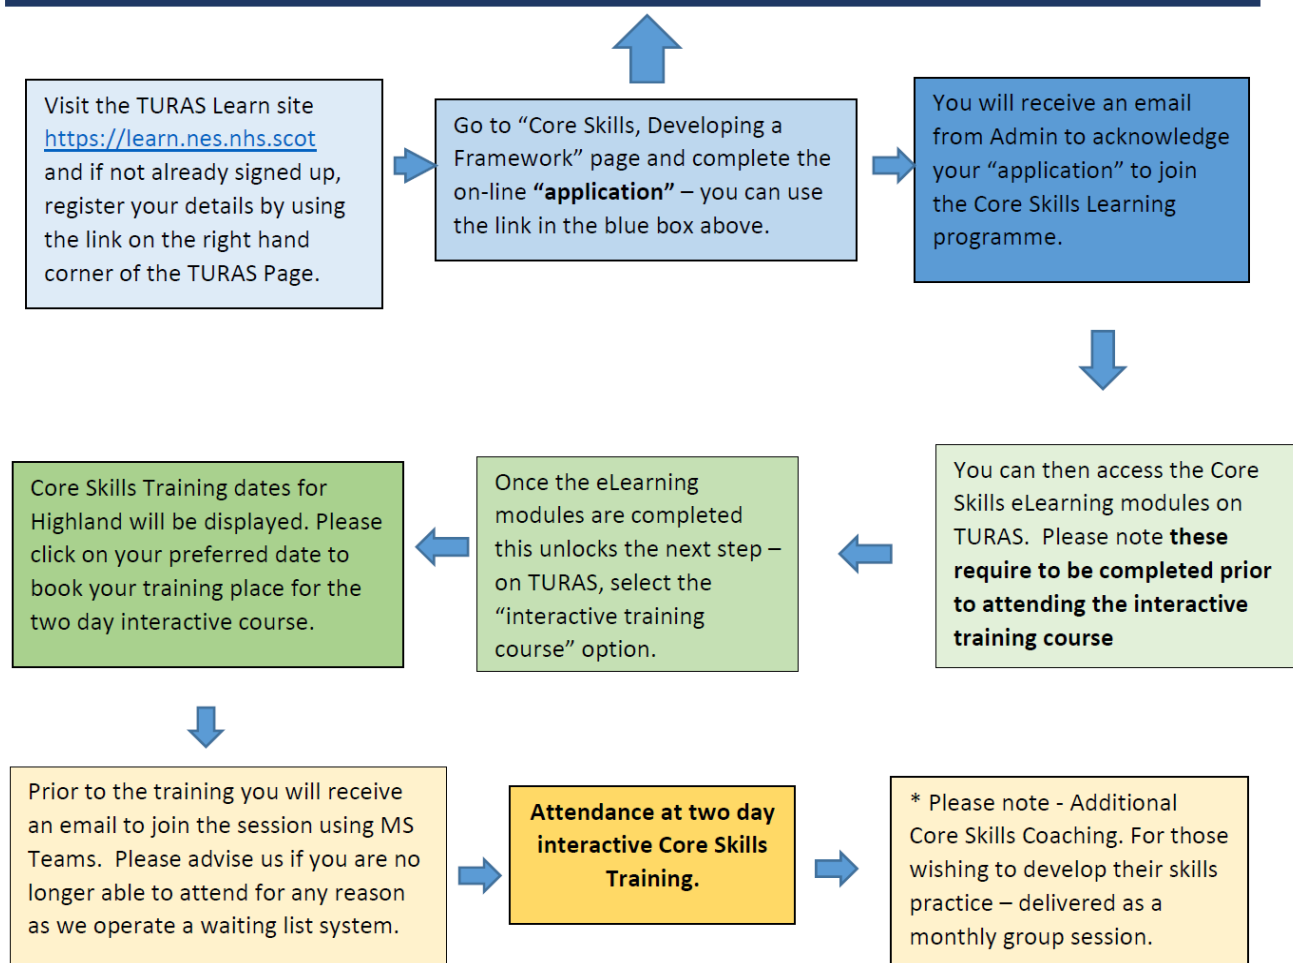 Visit the TURAS Learn site
https://learn.nes.nhs.scot
and if not already signed up,
register your details by using
the link on the right hand
corner of the TURAS Page.
Go to “Core Skills, Developing a
Framework” page and complete the
on-line “application” – you can use
the link in the blue box above.
You will receive an email
from Admin to acknowledge
your “application” to join
the Core Skills Learning
programme.
You can then access the Core
Skills eLearning modules on
TURAS. Please note these
require to be completed prior
to attending the interactive
training course
Once the eLearning
modules are completed
this unlocks the next step –
on TURAS, select the
“interactive training
course” option.
Core Skills Training dates for
Highland will be displayed. Please
click on your preferred date to
book your training place for the
two day interactive course.
Prior to the training you will receive
an email to join the session using MS
Teams. Please advise us if you are no
longer able to attend for any reason
as we operate a waiting list system.
Attendance at two day
interactive Core Skills
Training.
* Please note - Additional
Core Skills Coaching. For those
wishing to develop their skills
practice – delivered as a
monthly group session.